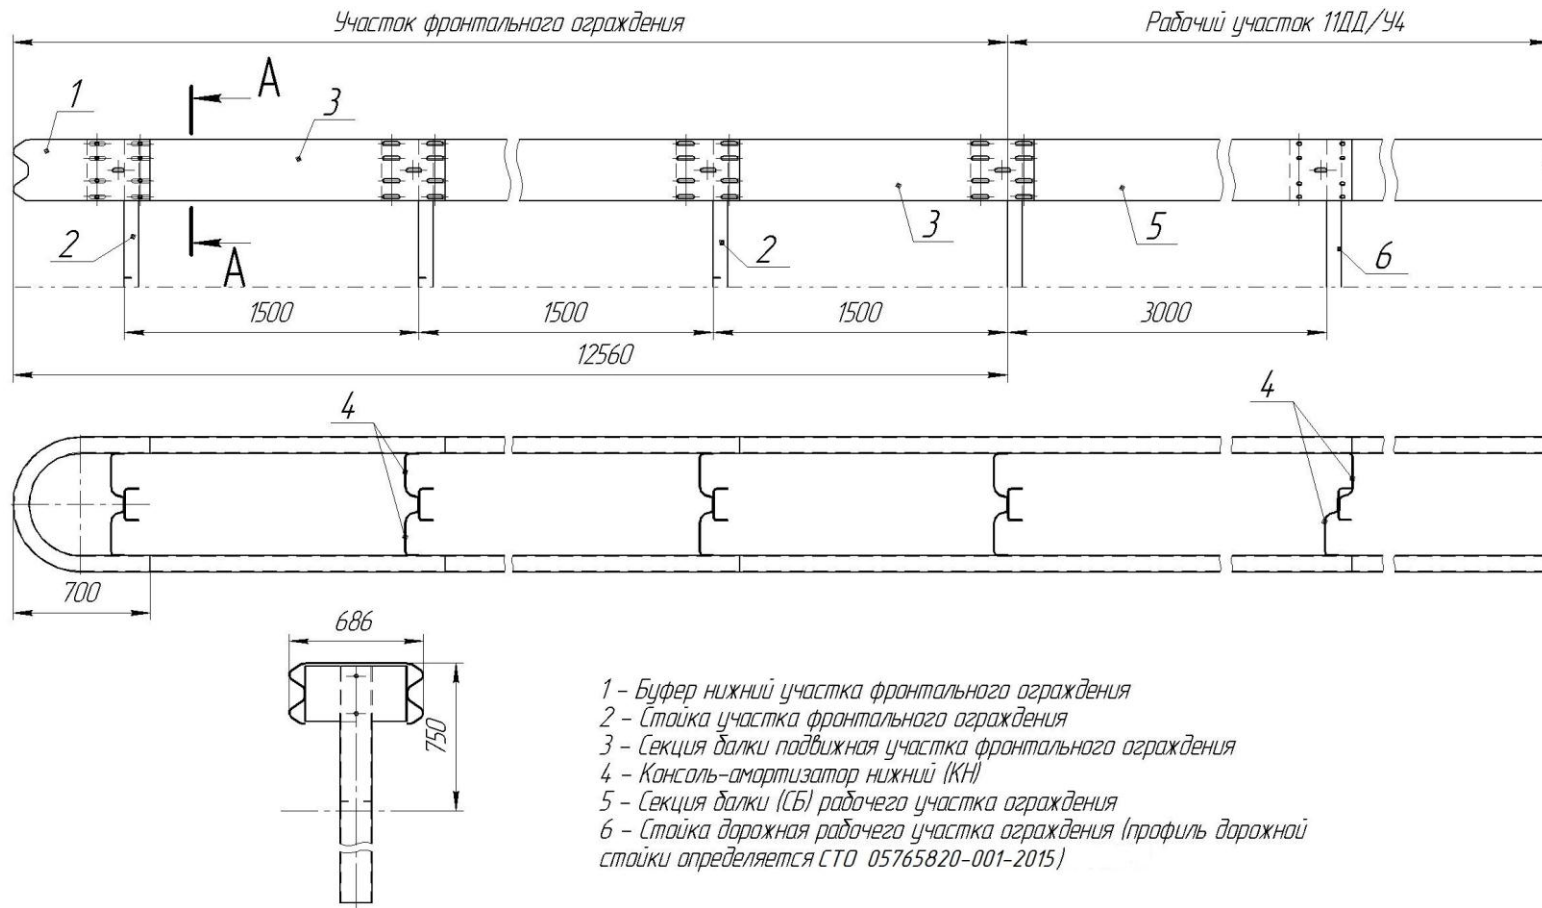 Участок фронтального ограждения
Рабочий участок 11ДД/У4
А
1
3
2
А
2
3
5
6
1500
1500
1500
3000
12560
4
4
700
686
750
1 - Буфер нижний участка фронтального ограждения
2 - Стойка участка фронтального ограждения
3 - Секция балки подвижная участка фронтального ограждения
4 - Консоль-амортизатор нижний (КН)
5 - Секция балки (СБ) рабочего участка ограждения
6 - Стойка дорожная рабочего участка ограждения (профиль дорожной
стойки определяется СТО 05765820-001-2015)